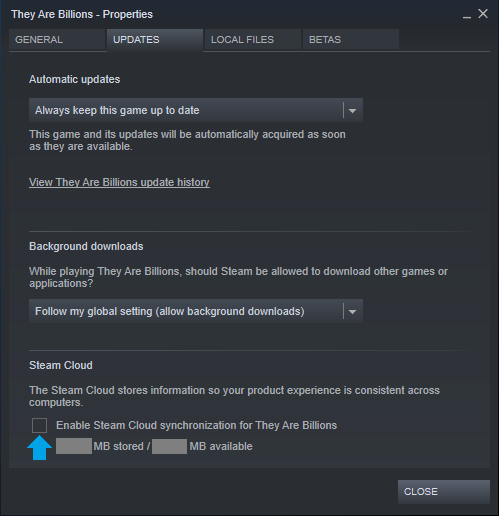 They Are Billions - Properties
GENERAL UPDATES LOCAL FILES BETAS
Automatic updates
Always keep this game up to date
This game and its updates will be automatically acquired as soon
as they are available.
View They Are Billions update history
Background downloads
While playing They Are Billions, should Steam be allowed to download other games or
applications?
Follow my global setting (allow background downloads)
Steam Cloud
The Steam Cloud stores information so your product experience is consistent across
computers.
Enable Steam Cloud synchronization for They Are Billions
MB stored / MB available
CLOSE